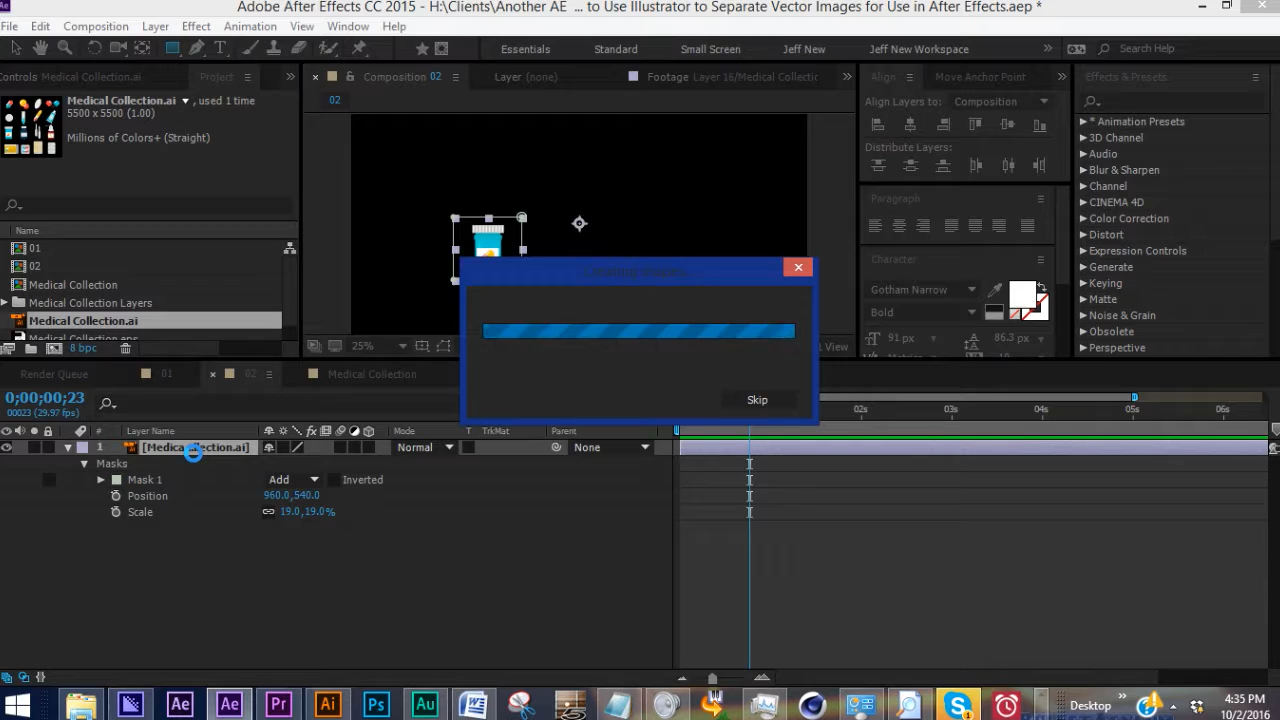 Adobe After Effects CC 2015 - H:\Clients\Another AE ... to Use Illustrator to Separate Vector Images for Use in After Effects.aep *
File Edit Composition Layer Effect Animation View Window Help
Essentials Standard Small Screen Jeff New Jeff New Workspace Search Help
Controls Medical Collection.ai Project
Composition 02 Layer (none) Footage Layer 16/Medical Collectic
Align Move Anchor Point
Effects & Presets
Medical Collection.ai ▼, used 1 time
5500 x 5500 (1.00)
Millions of Colors+ (Straight)
02
Align Layers to: Composition
Distribute Layers:
Paragraph
Character
Gotham Narrow
Bold
91 px
86.3 px
* Animation Presets
3D Channel
Audio
Blur & Sharpen
Channel
CINEMA 4D
Color Correction
Distort
Expression Controls
Generate
Keying
Matte
Noise & Grain
Obsolete
Perspective
Name
01
02
Medical Collection
Medical Collection Layers
Medical Collection.ai
Medical Collection.eps
8 bpc
25%
1 View
Skip
Render Queue 01 02 Medical Collection
0;00;00;23
00023 (29.97 fps)
02s 03s 04s 05s 06s
# Layer Name Mode T TrkMat Parent
1 [Medical Collection.ai] Normal None
Masks
Mask 1 Add Inverted
Position 960.0,540.0
Scale 19.0,19.0%
Desktop
4:35 PM
10/2/2016